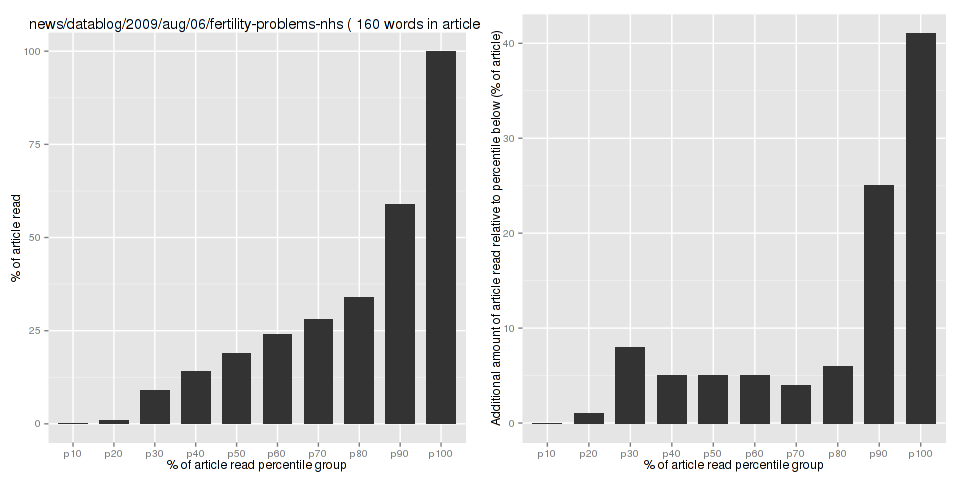 news/datablog/2009/aug/06/fertility-problems-nhs ( 160 words in article
% of article read
100
75
50
25
0
p10 p20 p30 p40 p50 p60 p70 p80 p90 p100
% of article read percentile group
Additional amount of article read relative to percentile below (% of article)
40
30
20
10
0
p10 p20 p30 p40 p50 p60 p70 p80 p90 p100
% of article read percentile group